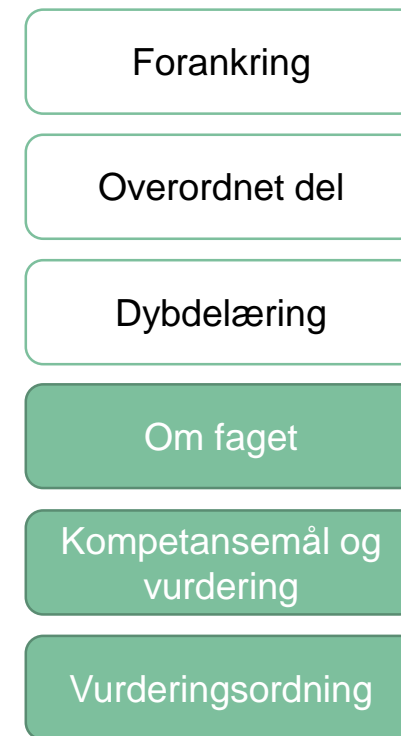 Forankring
Overordnet del
Dybdelæring
Om faget
Kompetansemål og
vurdering
Vurderingsordning